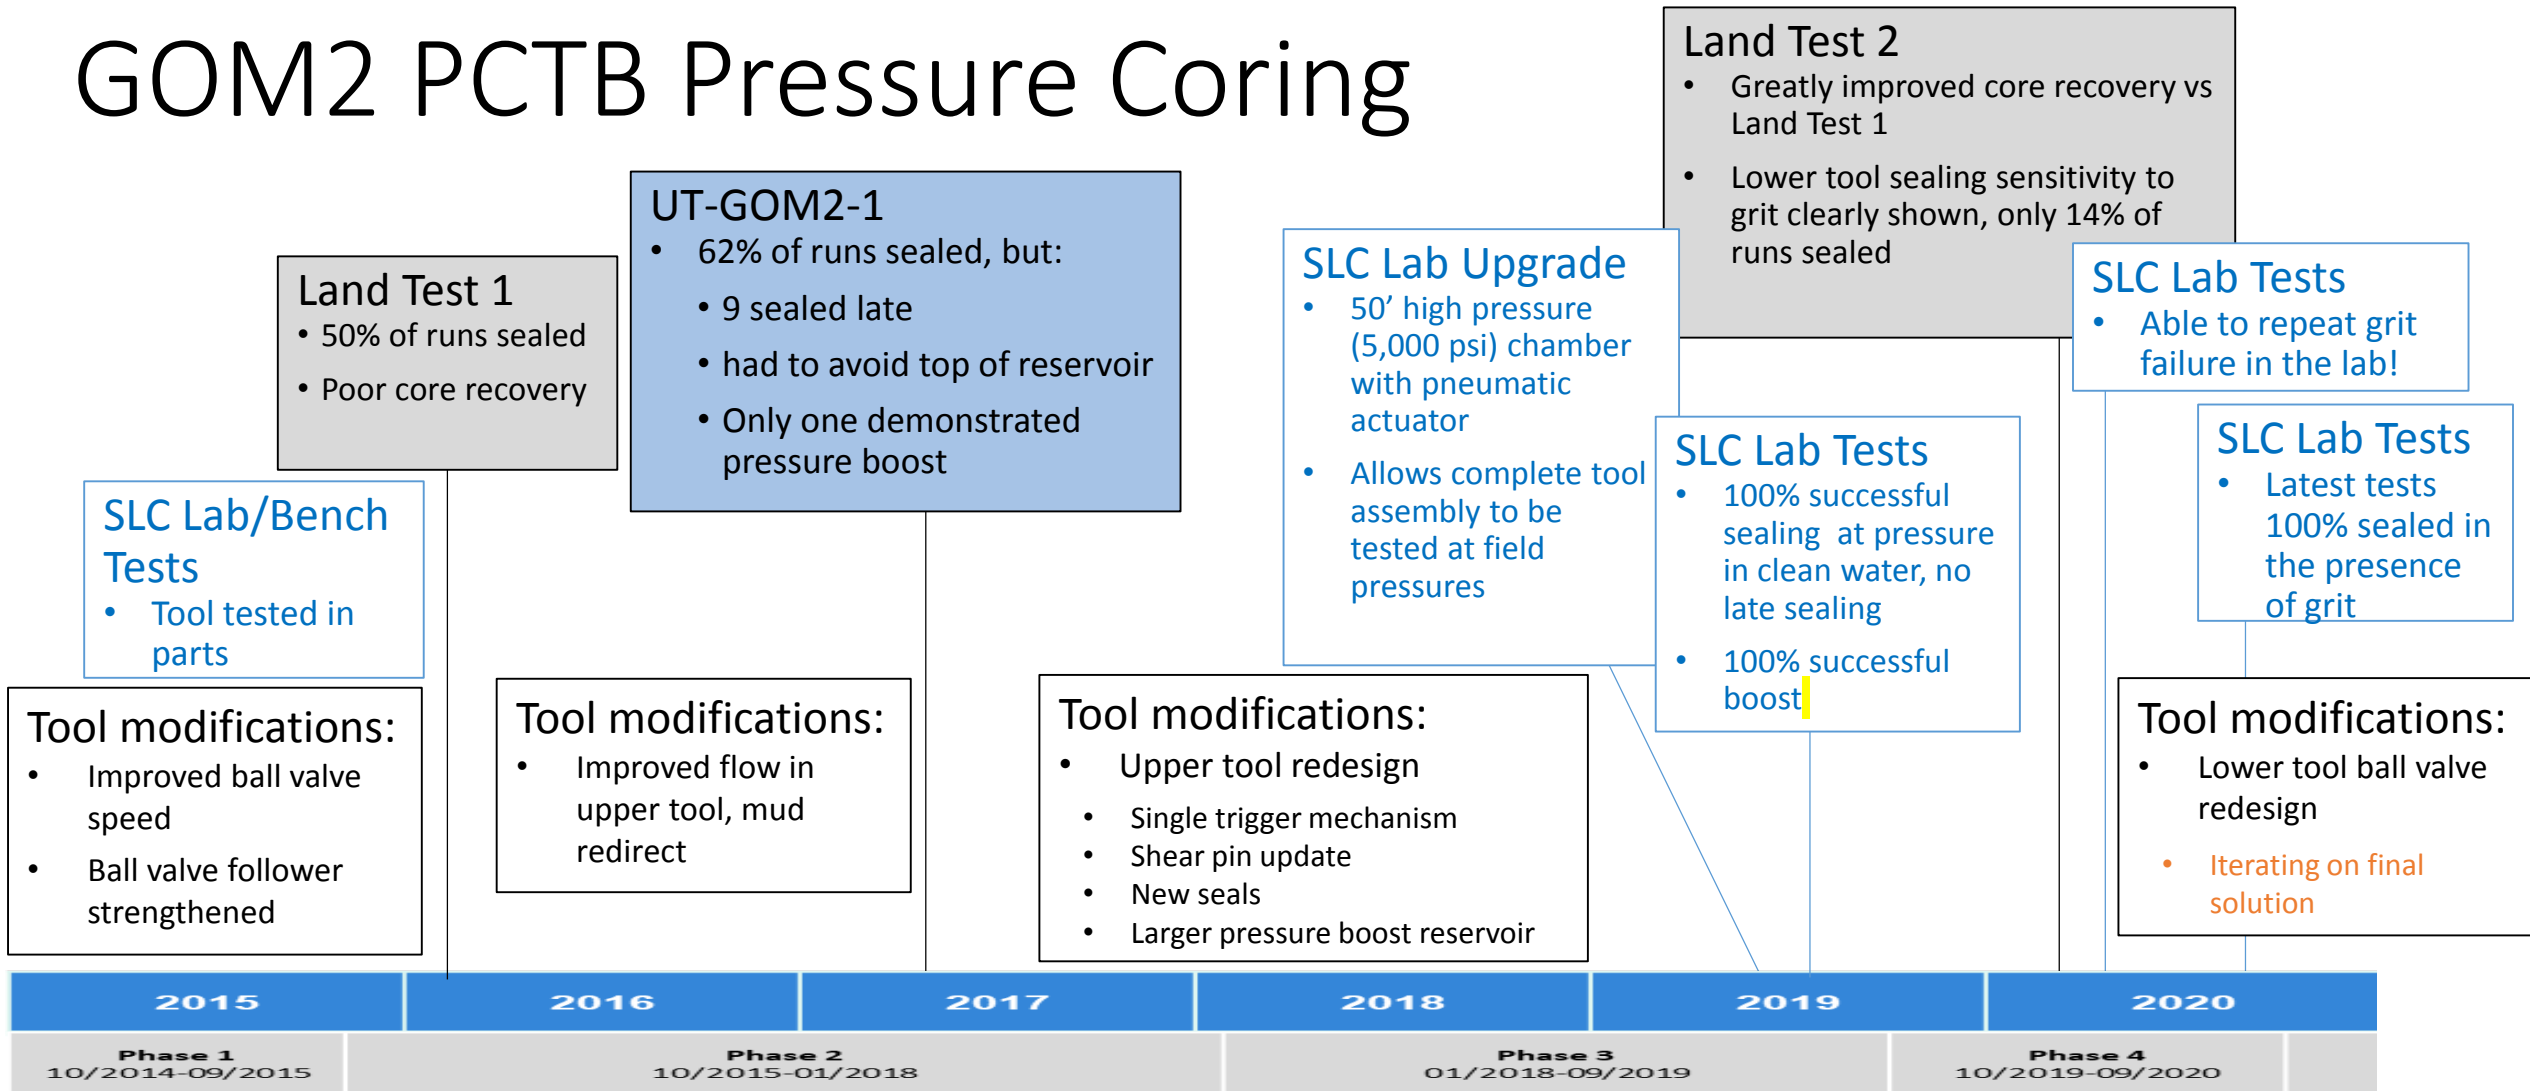 GOM2 PCTB Pressure Coring
Land Test 2
• Greatly improved core recovery vs
Land Test 1
• Lower tool sealing sensitivity to
grit clearly shown, only 14% of
runs sealed
UT-GOM2-1
• 62% of runs sealed, but:
• 9 sealed late
• had to avoid top of reservoir
• Only one demonstrated
pressure boost
Land Test 1
• 50% of runs sealed
• Poor core recovery
SLC Lab Upgrade
• 50’ high pressure
(5,000 psi) chamber
with pneumatic
actuator
• Allows complete tool
assembly to be
tested at field
pressures
SLC Lab Tests
• Able to repeat grit
failure in the lab!
SLC Lab Tests
• 100% successful
sealing at pressure
in clean water, no
late sealing
• 100% successful
boost
SLC Lab Tests
• Latest tests
100% sealed in
the presence
of grit
SLC Lab/Bench
Tests
• Tool tested in
parts
Tool modifications:
• Improved ball valve
speed
• Ball valve follower
strengthened
Tool modifications:
• Improved flow in
upper tool, mud
redirect
Tool modifications:
• Upper tool redesign
• Single trigger mechanism
• Shear pin update
• New seals
• Larger pressure boost reservoir
Tool modifications:
• Lower tool ball valve
redesign
• Iterating on final
solution
2015 2016 2017 2018 2019 2020
Phase 1 Phase 2 Phase 3 Phase 4
10/2014-09/2015 10/2015-01/2018 01/2018-09/2019 10/2019-09/2020